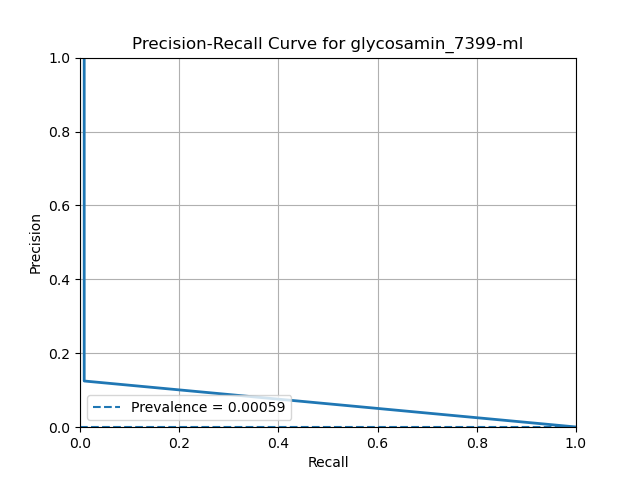 Precision-Recall Curve for glycosamin_7399-ml
1.0
0.8
0.6
0.4
0.2
0.0
Precision
Prevalence = 0.00059
0.0 0.2 0.4 0.6 0.8 1.0
Recall